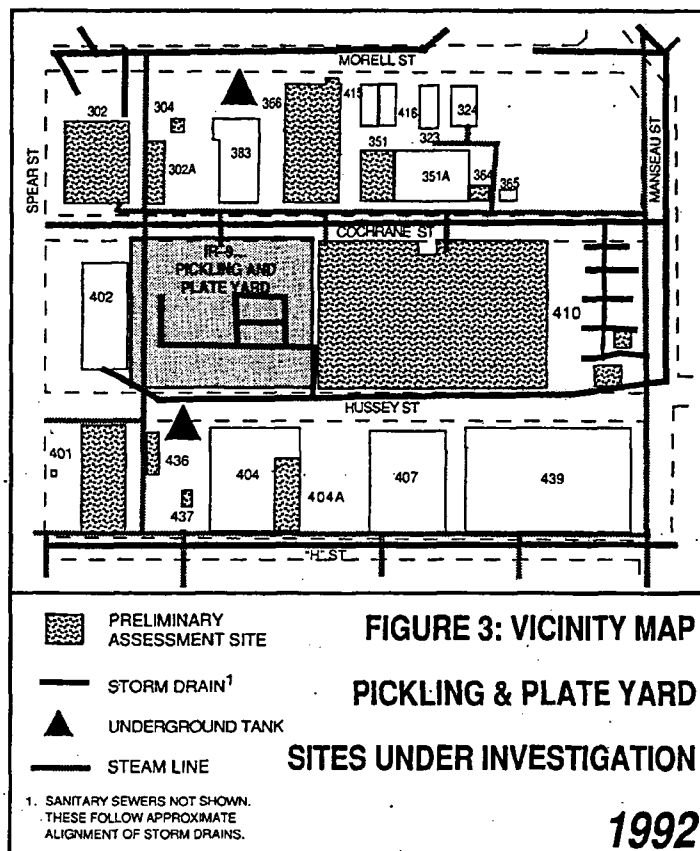 MORELL ST
302
304
366
415
416
324
323
383
351
302A
351A
364
365
SPEAR ST
MANSEAU ST
COCHRANE ST
IR-9
PICKLING AND
PLATE YARD
402
410
HUSSEY ST
401
436
404
407
439
404A
437
"H" ST
PRELIMINARY
ASSESSMENT SITE
STORM DRAIN1
UNDERGROUND TANK
STEAM LINE
1. SANITARY SEWERS NOT SHOWN.
THESE FOLLOW APPROXIMATE
ALIGNMENT OF STORM DRAINS.
FIGURE 3: VICINITY MAP
PICKLING & PLATE YARD
SITES UNDER INVESTIGATION
1992